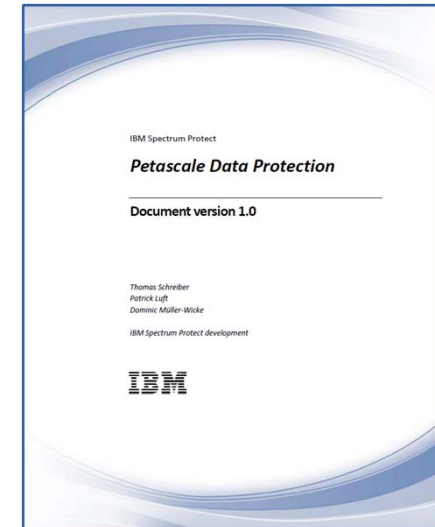 IBM Spectrum Protect
Petascale Data Protection
Document version 1.0
Thomas Schreiber
Patrick Luft
Dominic Müller-Wicke
IBM Spectrum Protect development
IBM